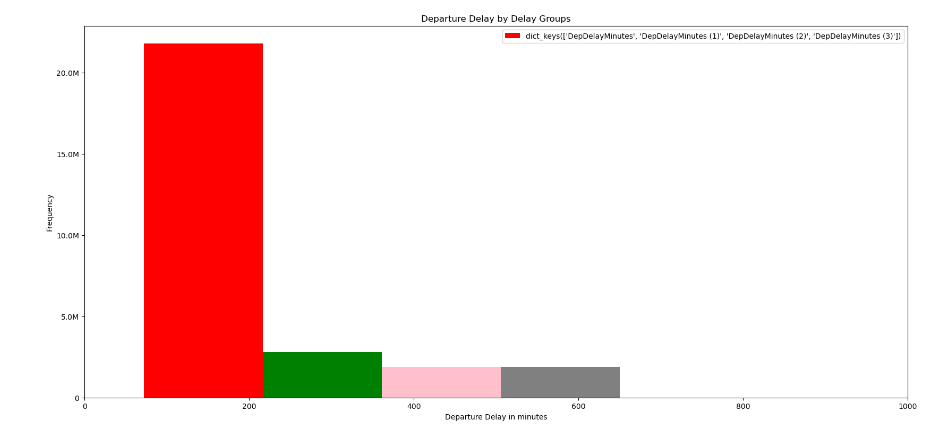 Departure Delay by Delay Groups
dict_keys(['DepDelayMinutes', 'DepDelayMinutes (1)', 'DepDelayMinutes (2)', 'DepDelayMinutes (3)'])
20.0M
15.0M
10.0M
5.0M
0
Frequency
0 200 400 600 800 1000
Departure Delay in minutes